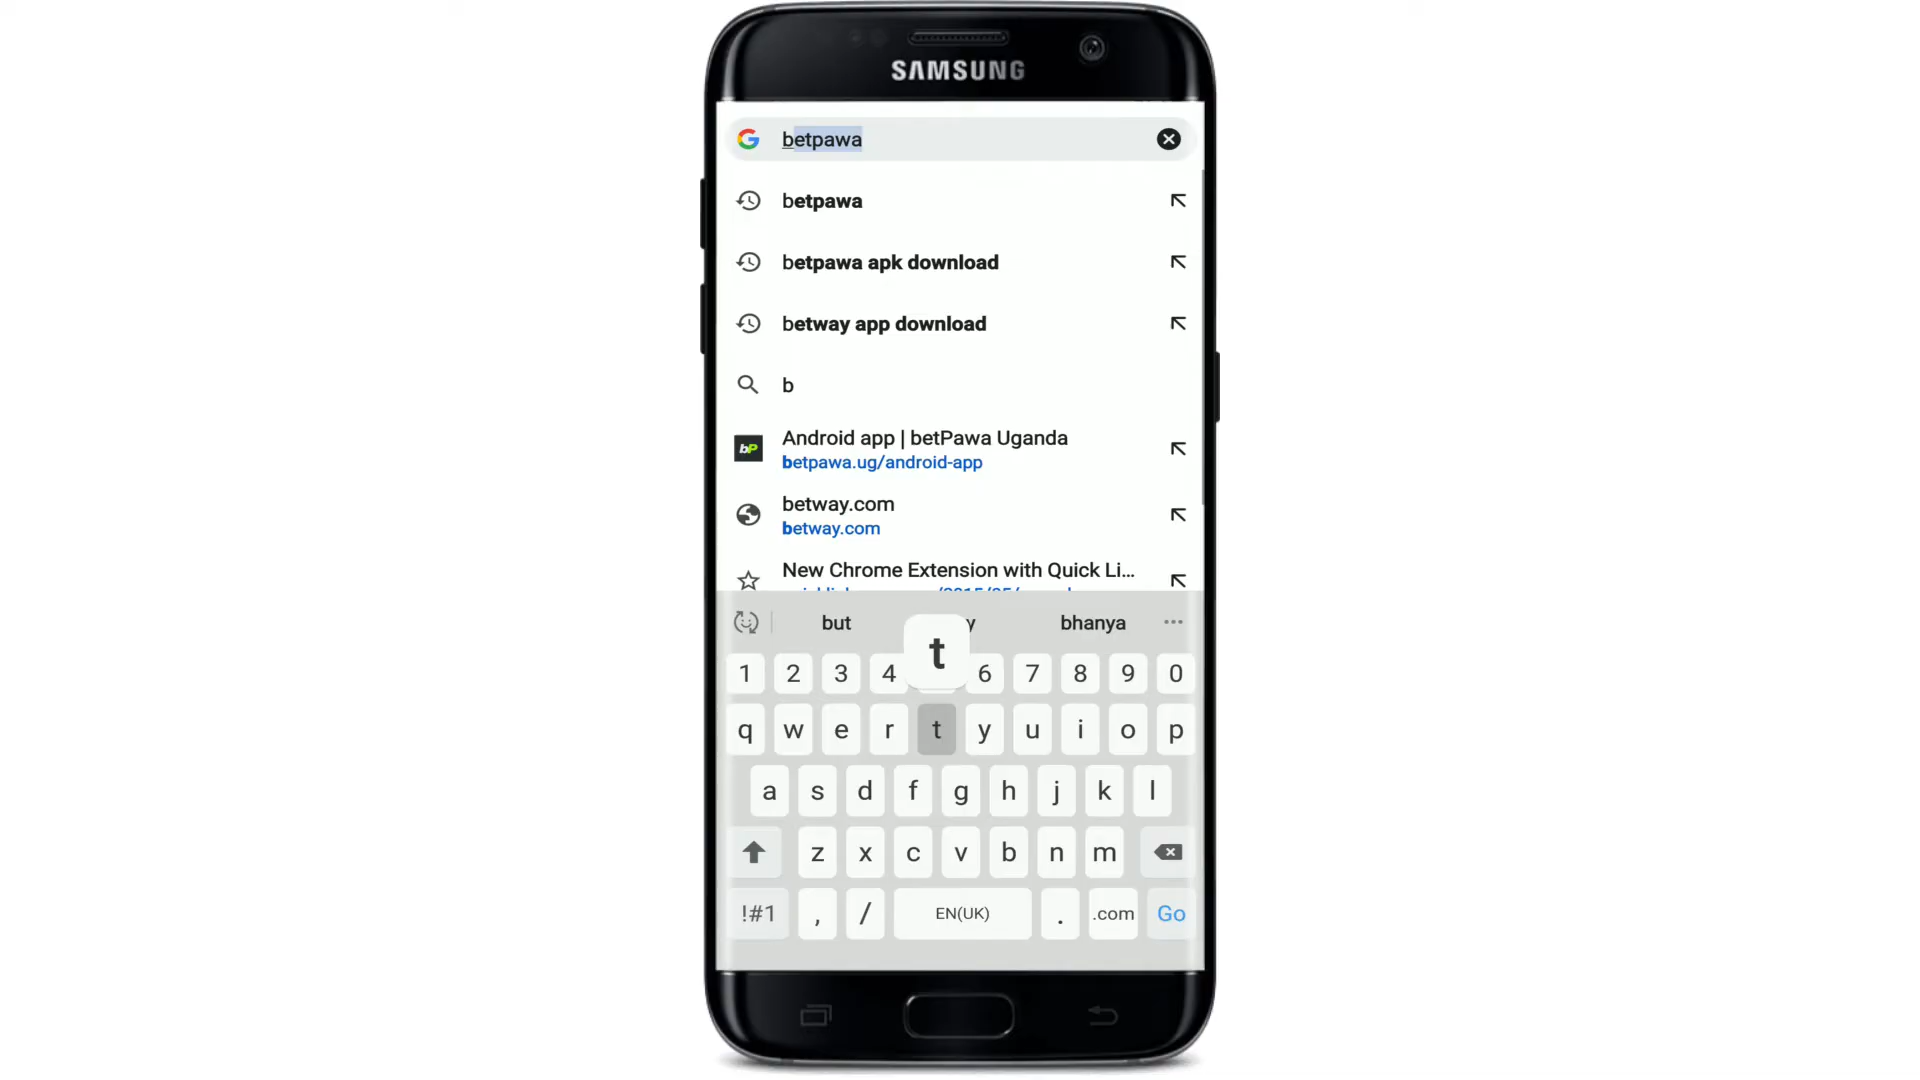 SAMSUNG
betpawa
betpawa
betpawa apk download
betway app download
b
bP
Android app | betPawa Uganda
betpawa.ug/android-app
betway.com
betway.com
New Chrome Extension with Quick Li...
but y bhanya
t
1 2 3 4 6 7 8 9 0
q w e r t y u i o p
a s d f g h j k l
z x c v b n m
!#1 , / EN(UK) . .com Go